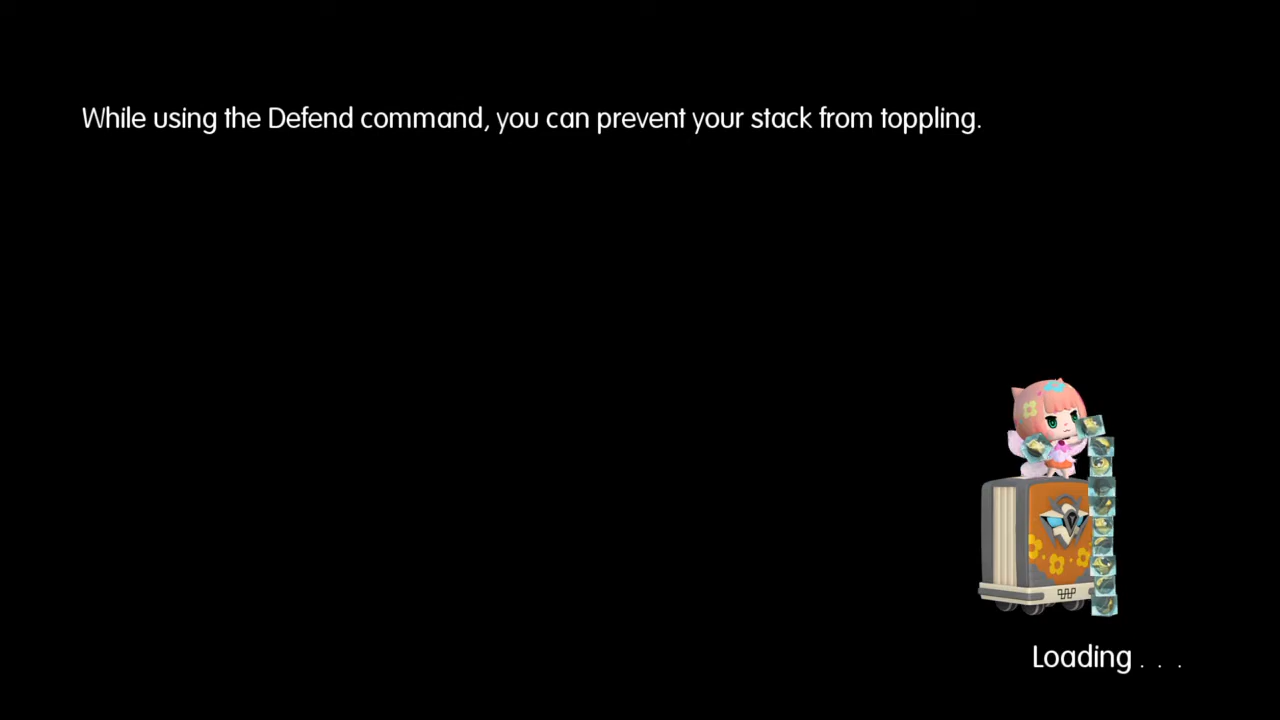 While using the Defend command, you can prevent your stack from toppling.
Loading . . .